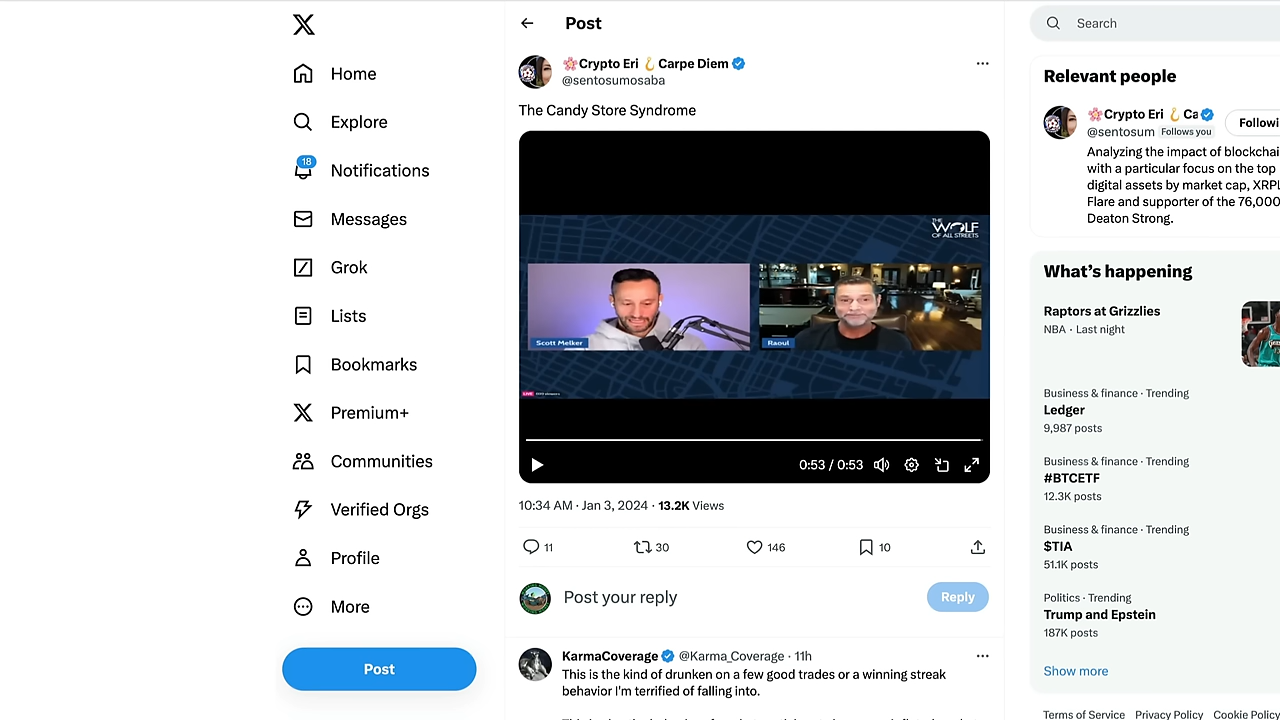 Home
Explore
18
Notifications
Messages
Grok
Lists
Bookmarks
Premium+
Communities
Verified Orgs
Profile
More
Post
Post
🌸Crypto Eri 🪝Carpe Diem
@sentosumosaba
The Candy Store Syndrome
THE WOLF
OF ALL STREETS
Scott Melker
Raoul
LIVE
0:53 / 0:53
10:34 AM · Jan 3, 2024 · 13.2K Views
11
30
146
10
Post your reply
Reply
KarmaCoverage @Karma_Coverage · 11h
This is the kind of drunken on a few good trades or a winning streak
behavior I'm terrified of falling into.
Search
Relevant people
🌸Crypto Eri 🪝Ca
@sentosum Follows you
Followi
Analyzing the impact of blockchai
with a particular focus on the top
digital assets by market cap, XRPL
Flare and supporter of the 76,000
Deaton Strong.
What's happening
Raptors at Grizzlies
NBA · Last night
Business & finance · Trending
Ledger
9,987 posts
Business & finance · Trending
#BTCETF
12.3K posts
Business & finance · Trending
$TIA
51.1K posts
Politics · Trending
Trump and Epstein
187K posts
Show more
Terms of Service Privacy Policy Cookie Policy